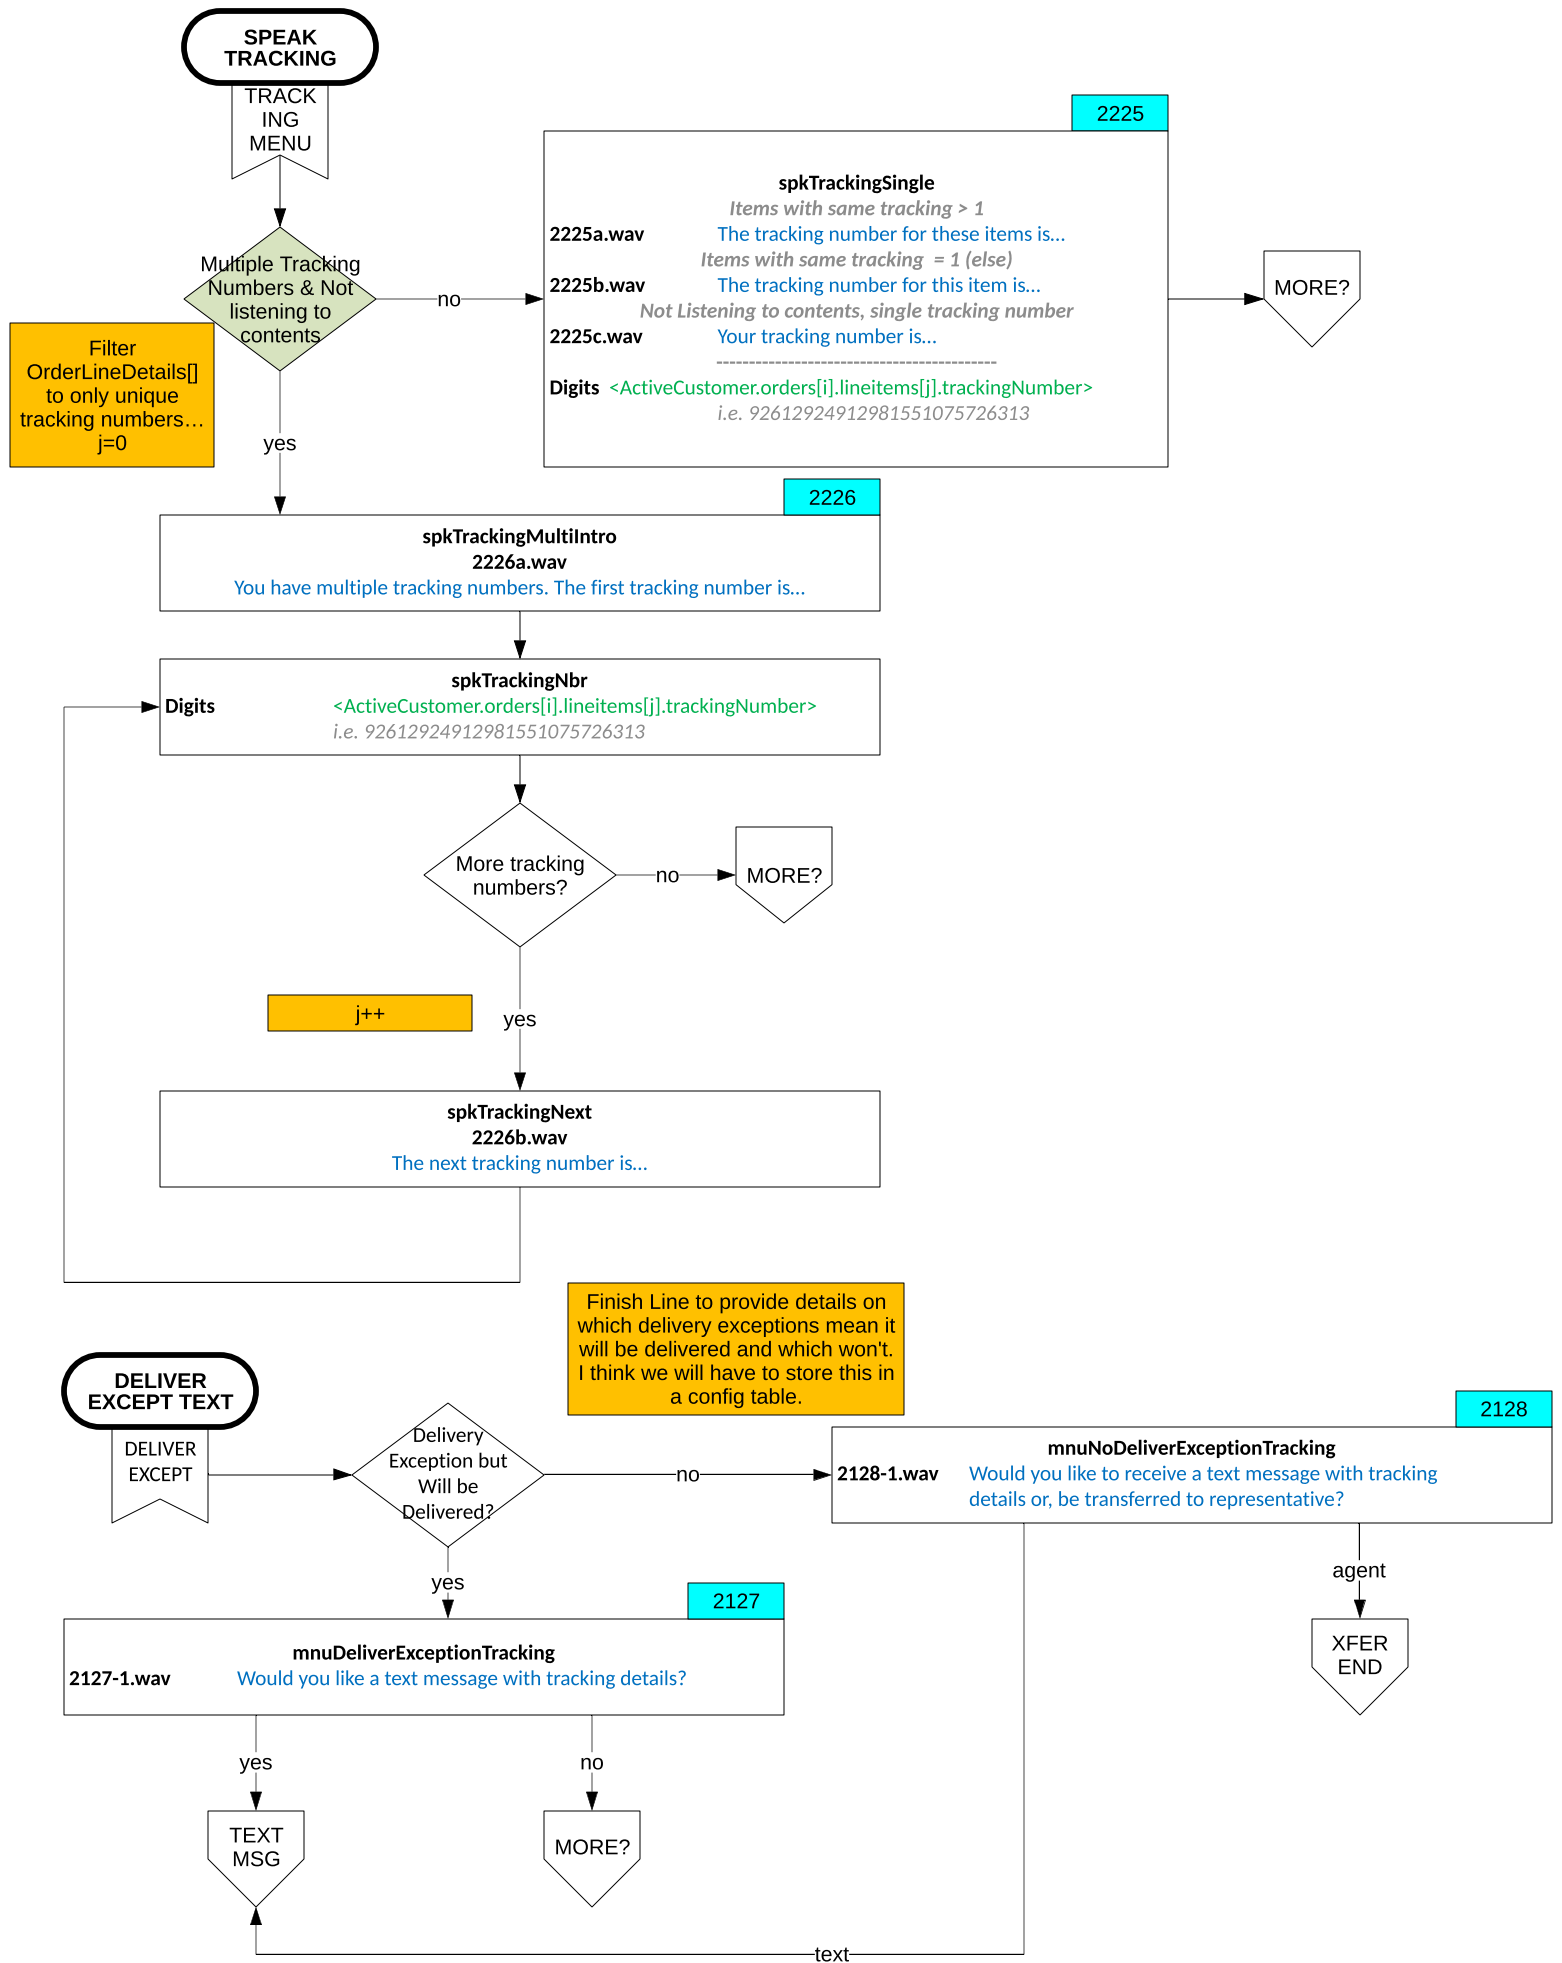 SPEAK
TRACKING
TRACK
ING
MENU
2225
spkTrackingSingle
Items with same tracking > 1
2225a.wav The tracking number for these items is...
Items with same tracking  = 1 (else)
2225b.wav The tracking number for this item is...
Not Listening to contents, single tracking number
2225c.wav Your tracking number is...
-------------------------------------------
Digits <ActiveCustomer.orders[i].lineitems[j].trackingNumber>
i.e. 92612924912981551075726313
MORE?
Multiple Tracking
Numbers & Not
listening to
contents
no
Filter
OrderLineDetails[]
to only unique
tracking numbers...
j=0
yes
2226
spkTrackingMultiIntro
2226a.wav
You have multiple tracking numbers. The first tracking number is...
spkTrackingNbr
Digits <ActiveCustomer.orders[i].lineitems[j].trackingNumber>
i.e. 92612924912981551075726313
More tracking
numbers?
no
MORE?
j++
yes
spkTrackingNext
2226b.wav
The next tracking number is...
Finish Line to provide details on
which delivery exceptions mean it
will be delivered and which won't.
I think we will have to store this in
a config table.
DELIVER
EXCEPT TEXT
DELIVER
EXCEPT
Delivery
Exception but
Will be
Delivered?
no
2128
mnuNoDeliverExceptionTracking
2128-1.wav Would you like to receive a text message with tracking
details or, be transferred to representative?
yes
agent
2127
mnuDeliverExceptionTracking
2127-1.wav Would you like a text message with tracking details?
XFER
END
yes
no
TEXT
MSG
MORE?
text